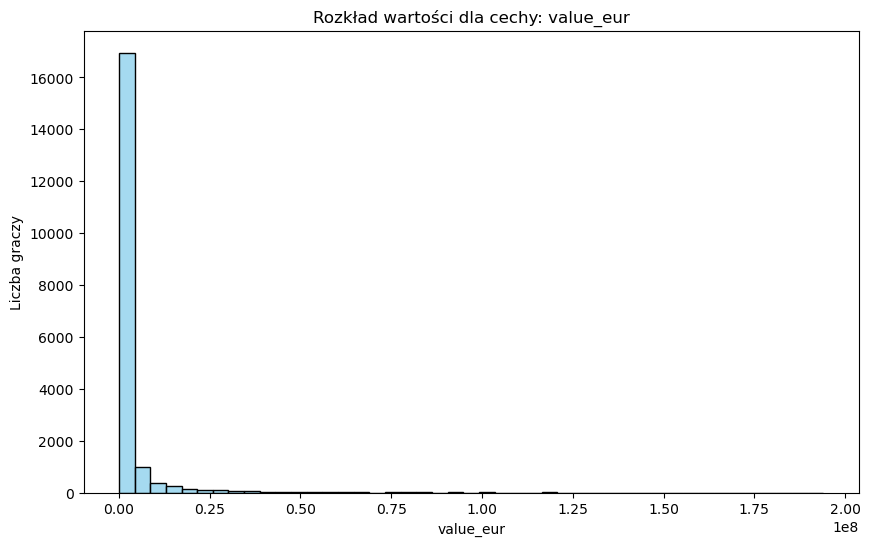 Rozkład wartości dla cechy: value_eur
Liczba graczy
16000
14000
12000
10000
8000
6000
4000
2000
0
0.00 0.25 0.50 0.75 1.00 1.25 1.50 1.75 2.00
1e8
value_eur